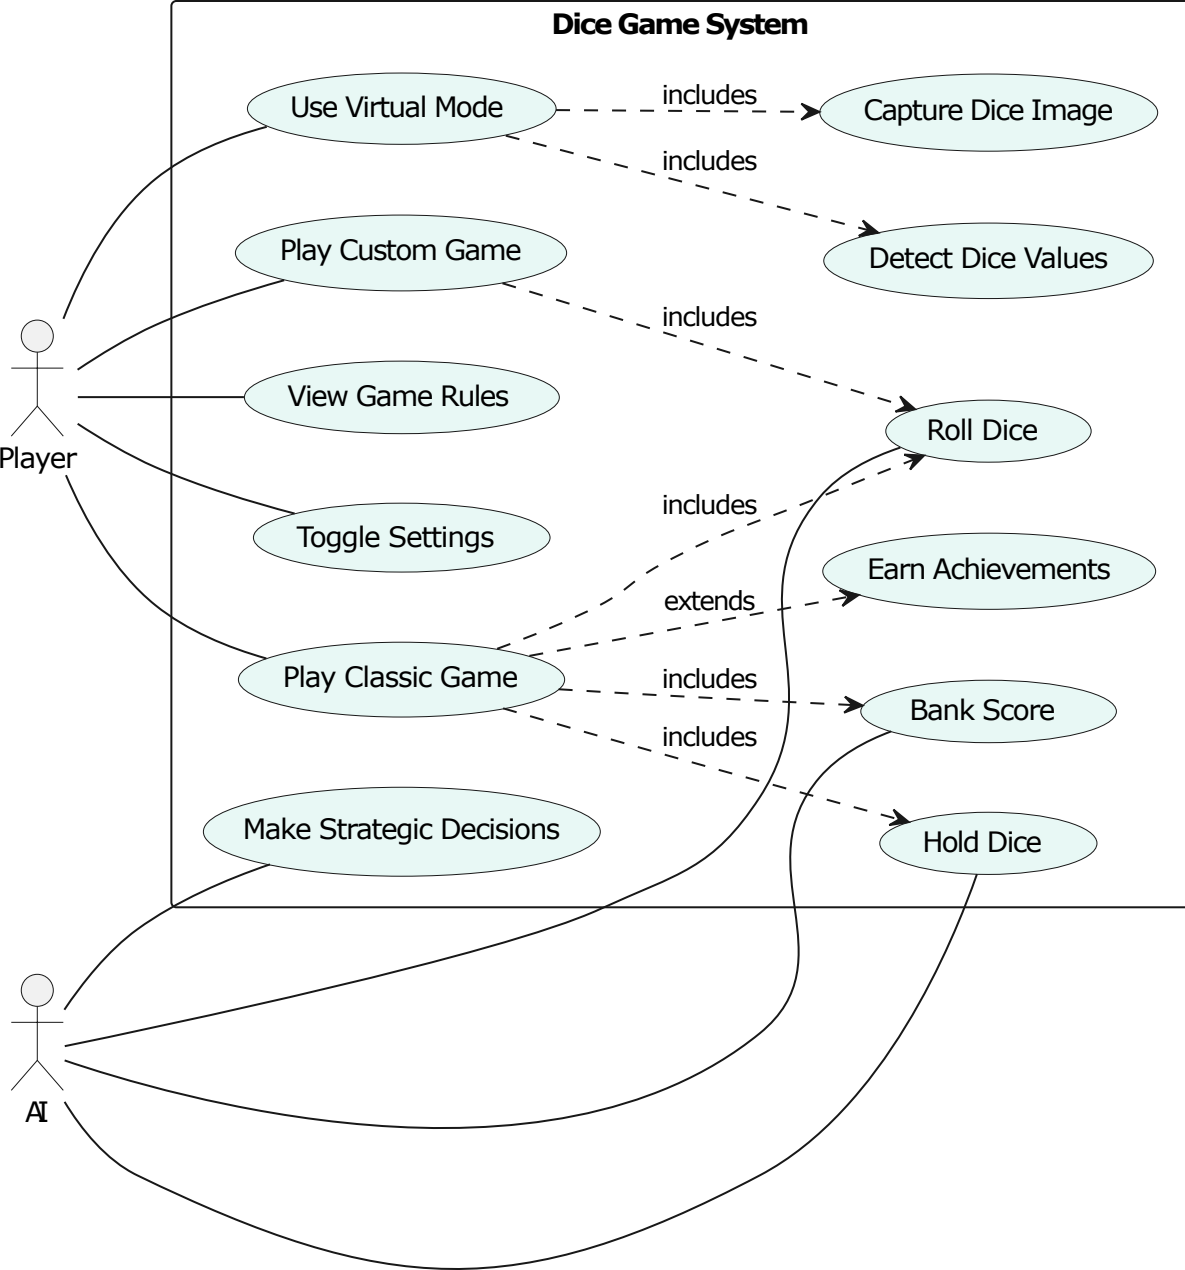 Dice Game System
Use Virtual Mode
includes
Capture Dice Image
includes
Detect Dice Values
Play Custom Game
includes
View Game Rules
Roll Dice
Player
includes
Toggle Settings
Earn Achievements
extends
Play Classic Game
includes
Bank Score
includes
Make Strategic Decisions
Hold Dice
AI